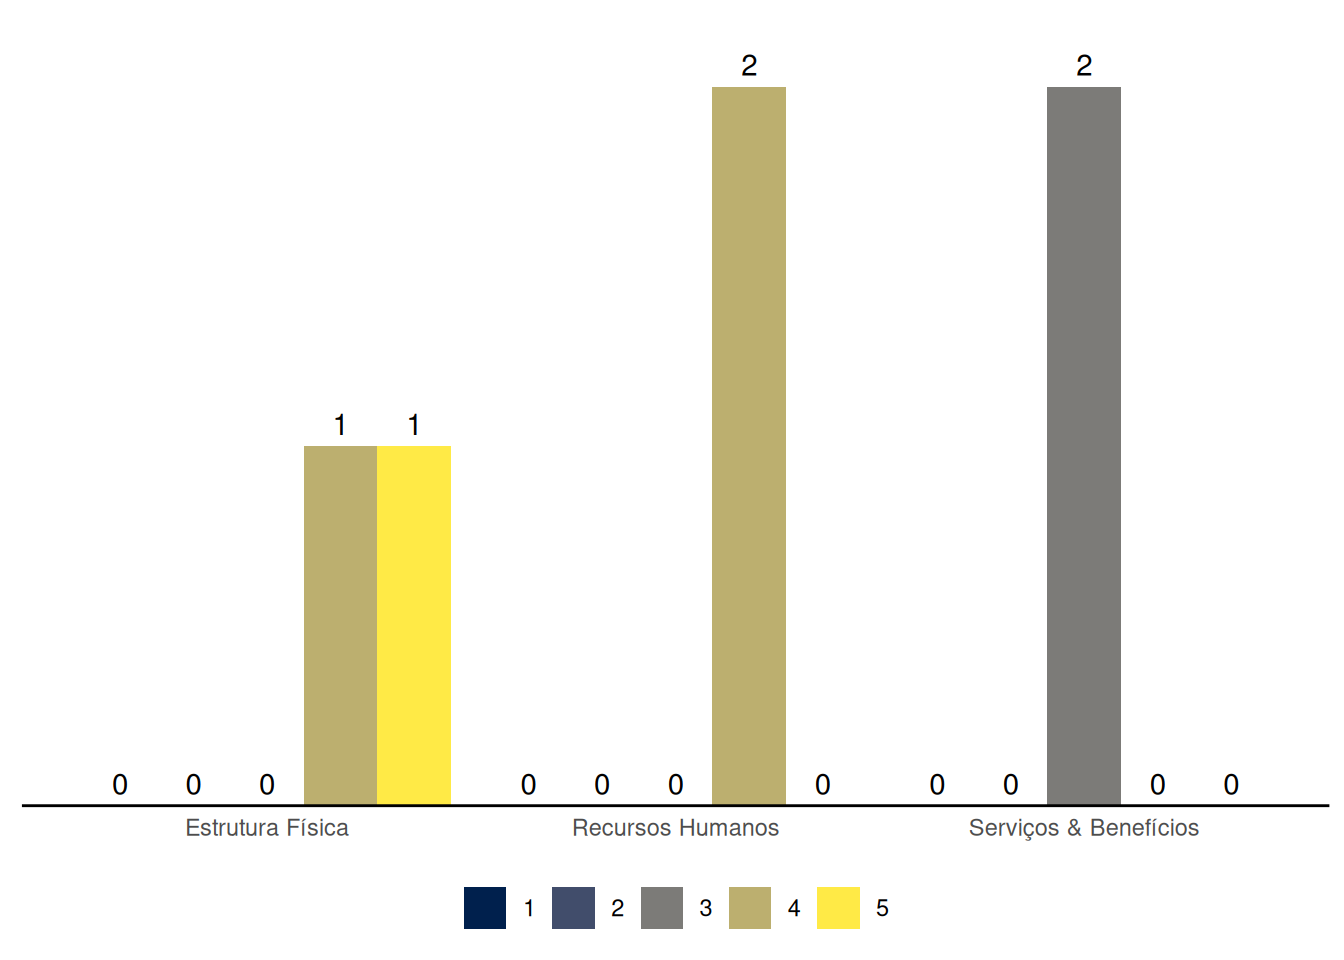 2 2
1 1
0 0 0 0 0 0 0 0 0 0 0
Estrutura Física Recursos Humanos Serviços & Benefícios
1 2 3 4 5